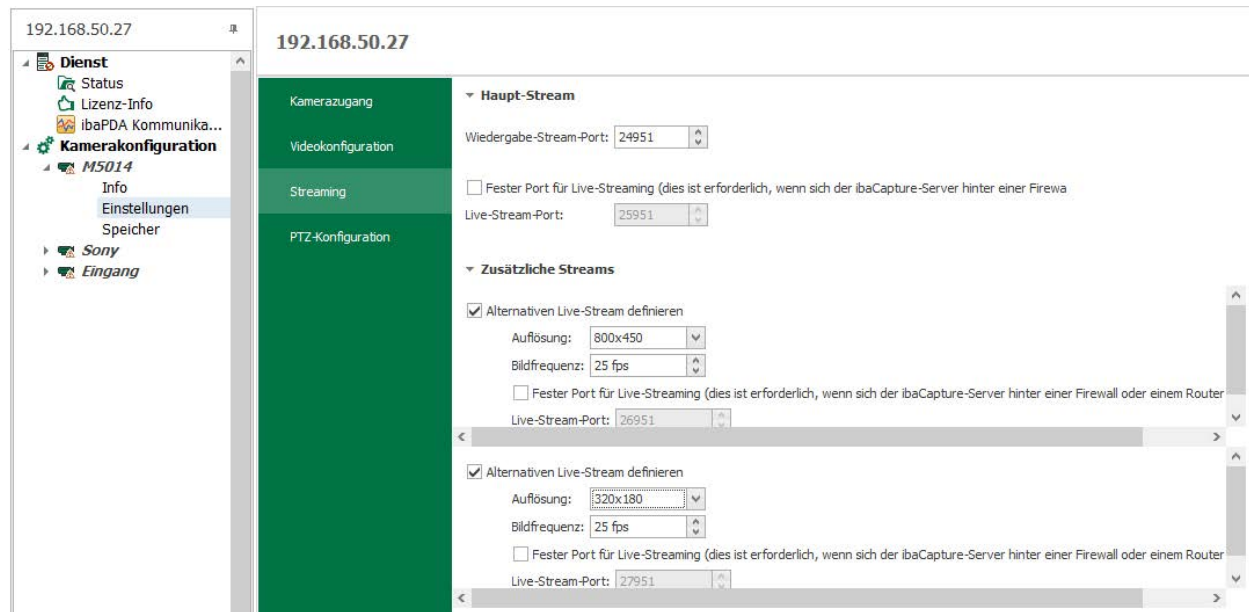 192.168.50.27
Dienst
Status
Lizenz-Info
ibaPDA Kommunika...
Kamerakonfiguration
M5014
Info
Einstellungen
Speicher
Sony
Eingang
192.168.50.27
Kamerazugang
Videokonfiguration
Streaming
PTZ-Konfiguration
Haupt-Stream
Wiedergabe-Stream-Port: 24951
Fester Port für Live-Streaming (dies ist erforderlich, wenn sich der ibaCapture-Server hinter einer Firewa
Live-Stream-Port: 25951
Zusätzliche Streams
Alternativen Live-Stream definieren
Auflösung: 800x450
Bildfrequenz: 25 fps
Fester Port für Live-Streaming (dies ist erforderlich, wenn sich der ibaCapture-Server hinter einer Firewall oder einem Router
Live-Stream-Port: 26951
Alternativen Live-Stream definieren
Auflösung: 320x180
Bildfrequenz: 25 fps
Fester Port für Live-Streaming (dies ist erforderlich, wenn sich der ibaCapture-Server hinter einer Firewall oder einem Router
Live-Stream-Port: 27951